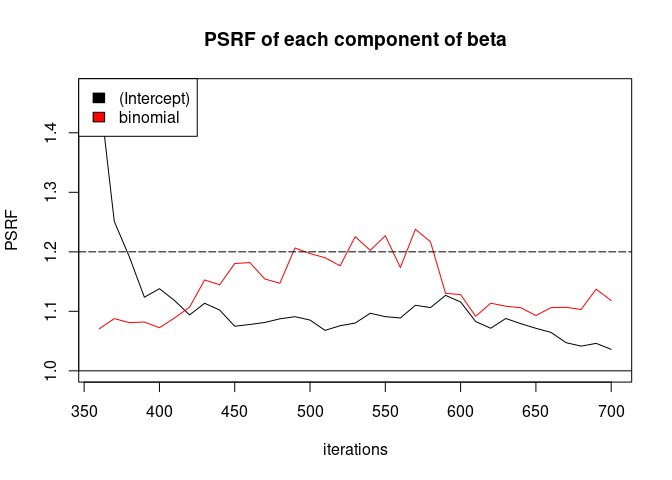 PSRF of each component of beta
(Intercept)
binomial
PSRF
1.4
1.3
1.2
1.1
1.0
350 400 450 500 550 600 650 700
iterations